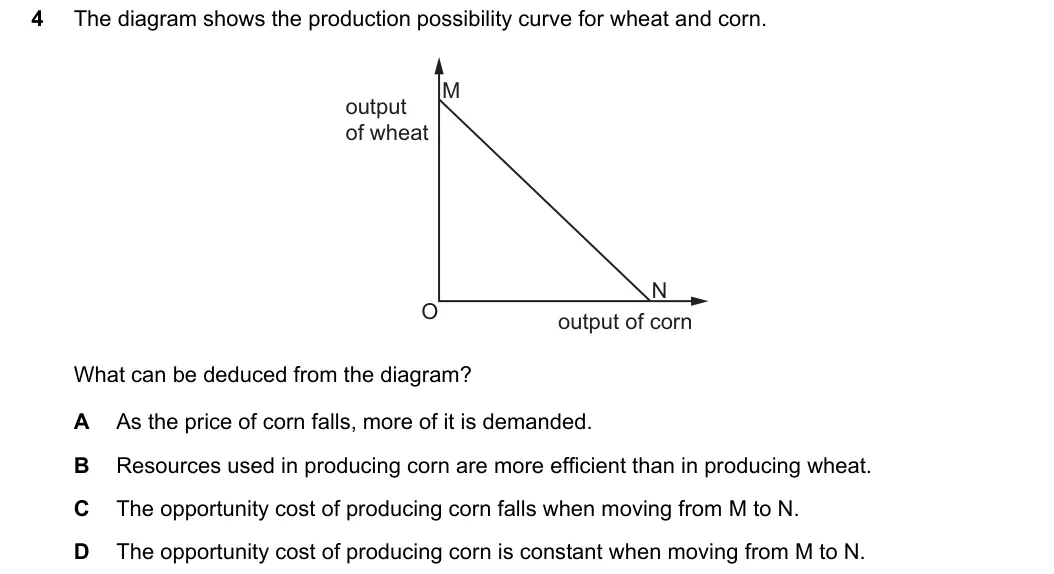 4 The diagram shows the production possibility curve for wheat and corn.
M
output
of wheat
N
O
output of corn
What can be deduced from the diagram?
A As the price of corn falls, more of it is demanded.
B Resources used in producing corn are more efficient than in producing wheat.
C The opportunity cost of producing corn falls when moving from M to N.
D The opportunity cost of producing corn is constant when moving from M to N.